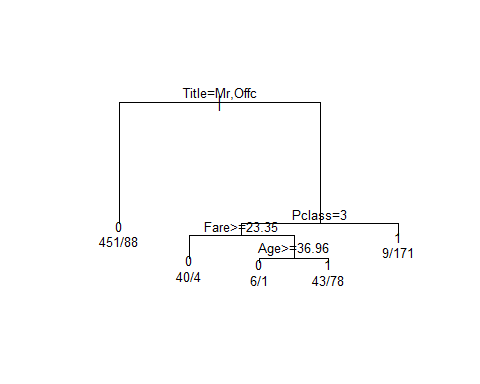 Title=Mr,Offc
Pclass=3
0
451/88
Fare>=23.35
1
9/171
Age>=36.96
0
40/4
0
6/1
1
43/78